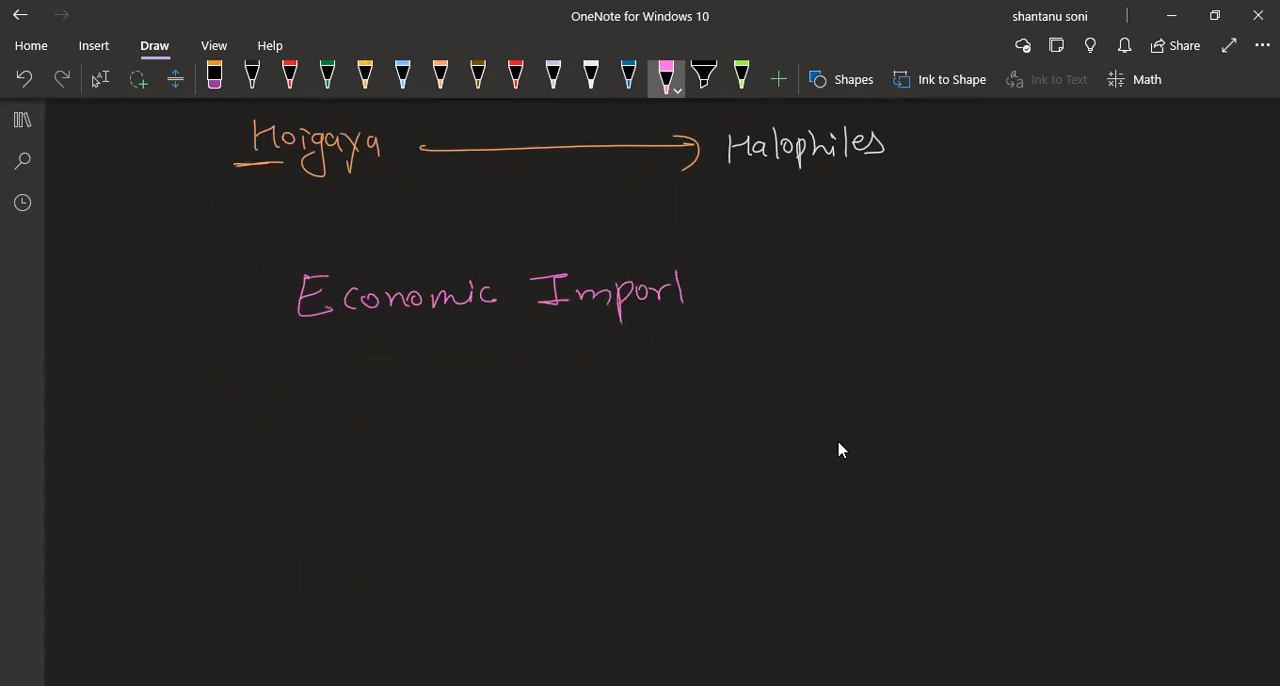 OneNote for Windows 10
shantanu soni
Home Insert Draw View Help
Share
Shapes Ink to Shape Ink to Text Math
Hoigaya Halophiles
Economic Import